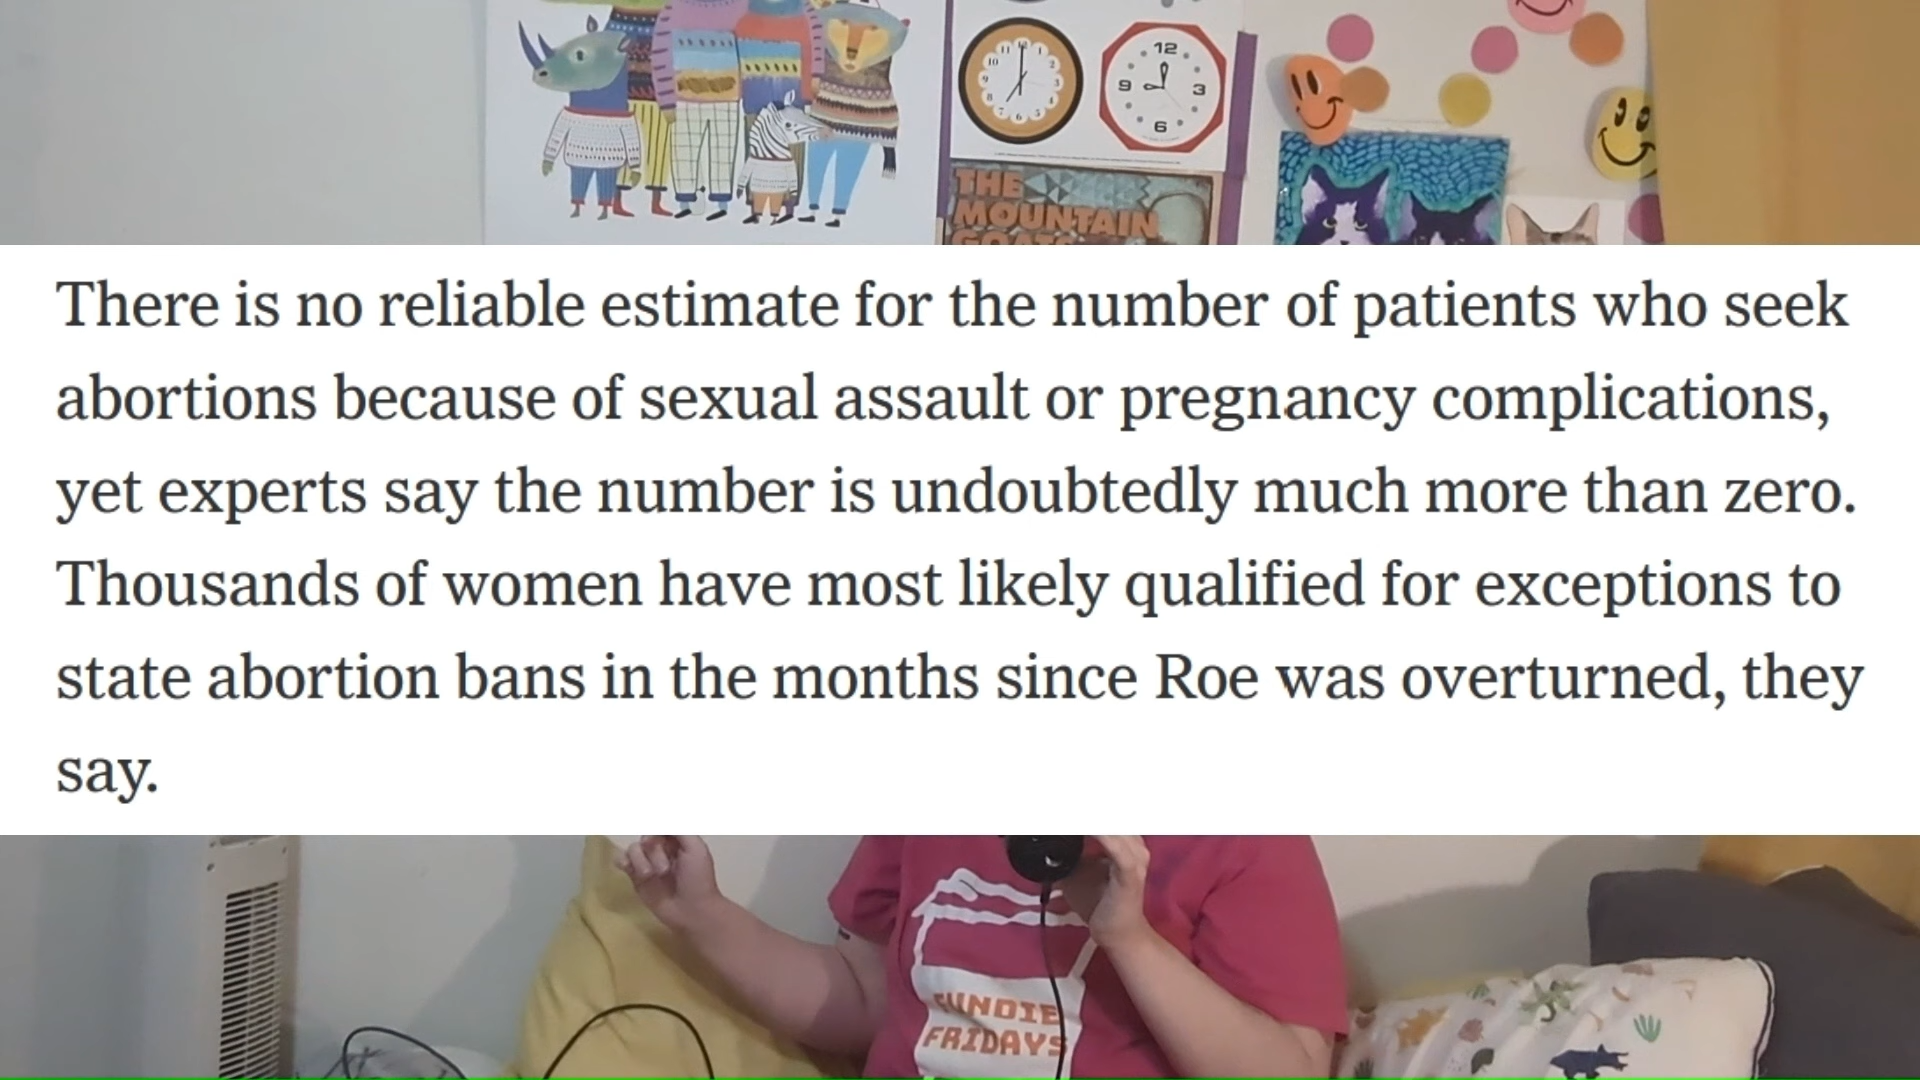 12
9
3
6
THE
MOUNTAIN
GOATS
There is no reliable estimate for the number of patients who seek
abortions because of sexual assault or pregnancy complications,
yet experts say the number is undoubtedly much more than zero.
Thousands of women have most likely qualified for exceptions to
state abortion bans in the months since Roe was overturned, they
say.
FUNDIE
FRIDAYS